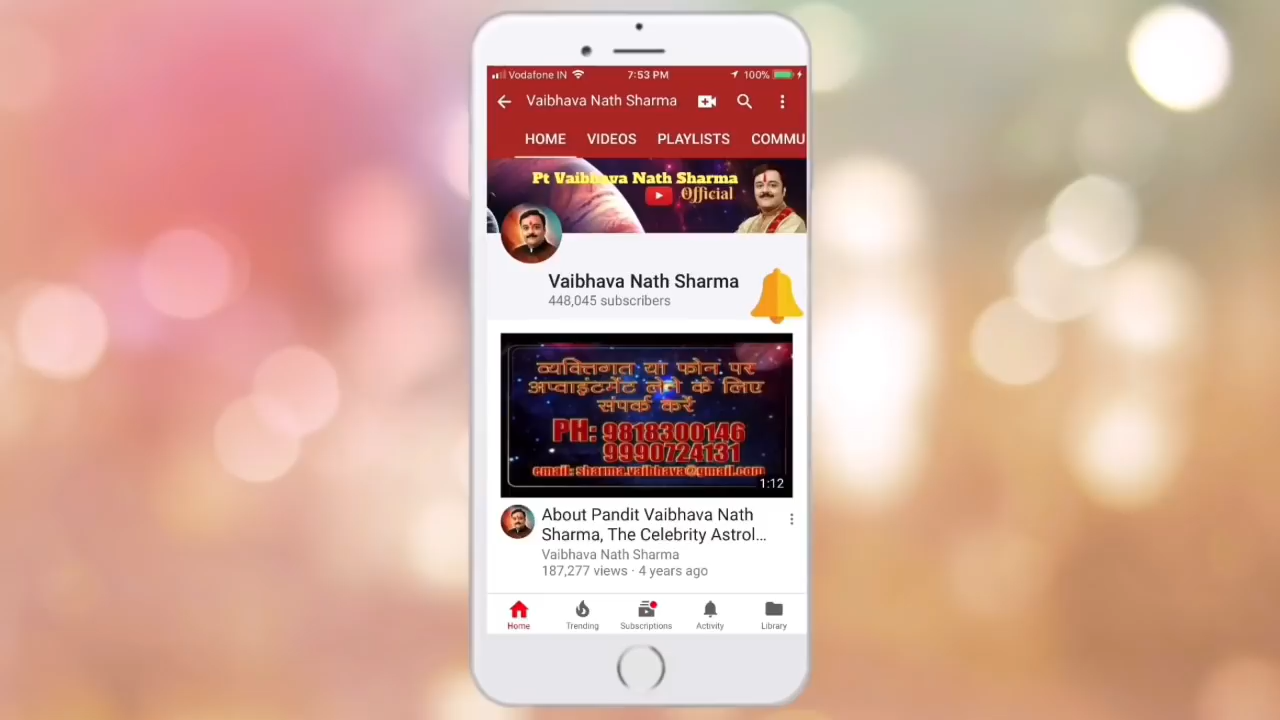 Vodafone IN
7:53 PM
100%
Vaibhava Nath Sharma
HOME VIDEOS PLAYLISTS COMMU
Pt Vaibhava Nath Sharma
Official
Vaibhava Nath Sharma
448,045 subscribers
व्यक्तिगत या फोन पर
अप्वाइंटमेंट लेने के लिए
संपर्क करें
PH: 9818300146
9990724131
email: sharma.vaibhava@gmail.com
1:12
About Pandit Vaibhava Nath
Sharma, The Celebrity Astrol...
Vaibhava Nath Sharma
187,277 views · 4 years ago
Home Trending Subscriptions Activity Library